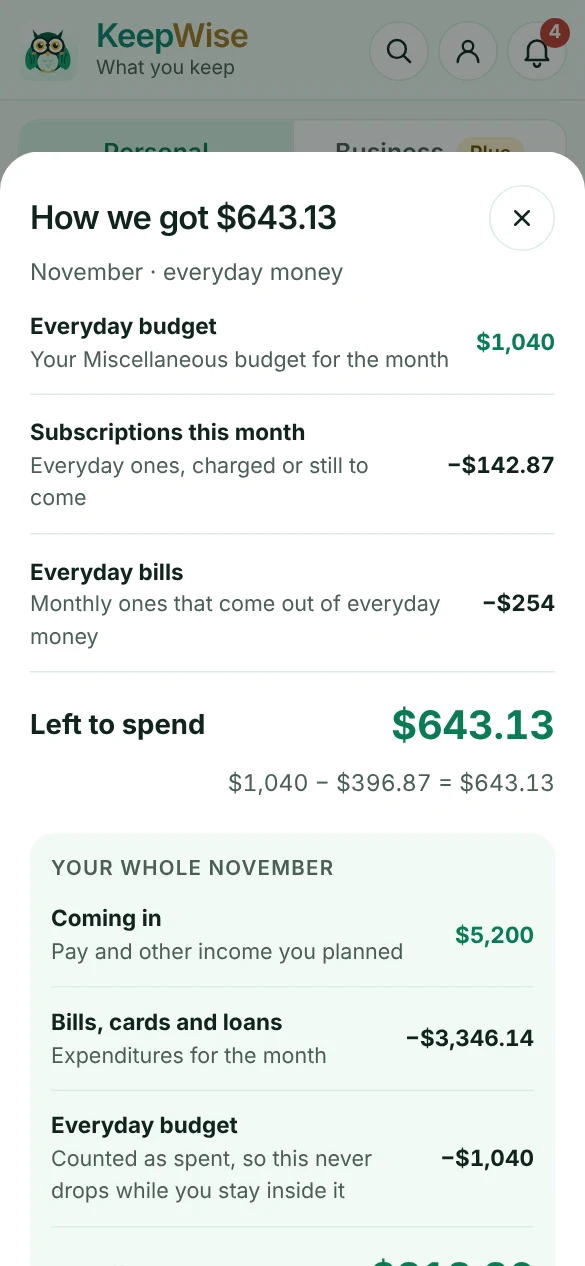 KeepWise
What you keep
4
Personal
Business
Plus
How we got $643.13
November · everyday money
Everyday budget
Your Miscellaneous budget for the month
$1,040
Subscriptions this month
Everyday ones, charged or still to
come
−$142.87
Everyday bills
Monthly ones that come out of everyday
money
−$254
Left to spend
$643.13
$1,040 − $396.87 = $643.13
YOUR WHOLE NOVEMBER
Coming in
Pay and other income you planned
$5,200
Bills, cards and loans
Expenditures for the month
−$3,346.14
Everyday budget
Counted as spent, so this never
drops while you stay inside it
−$1,040